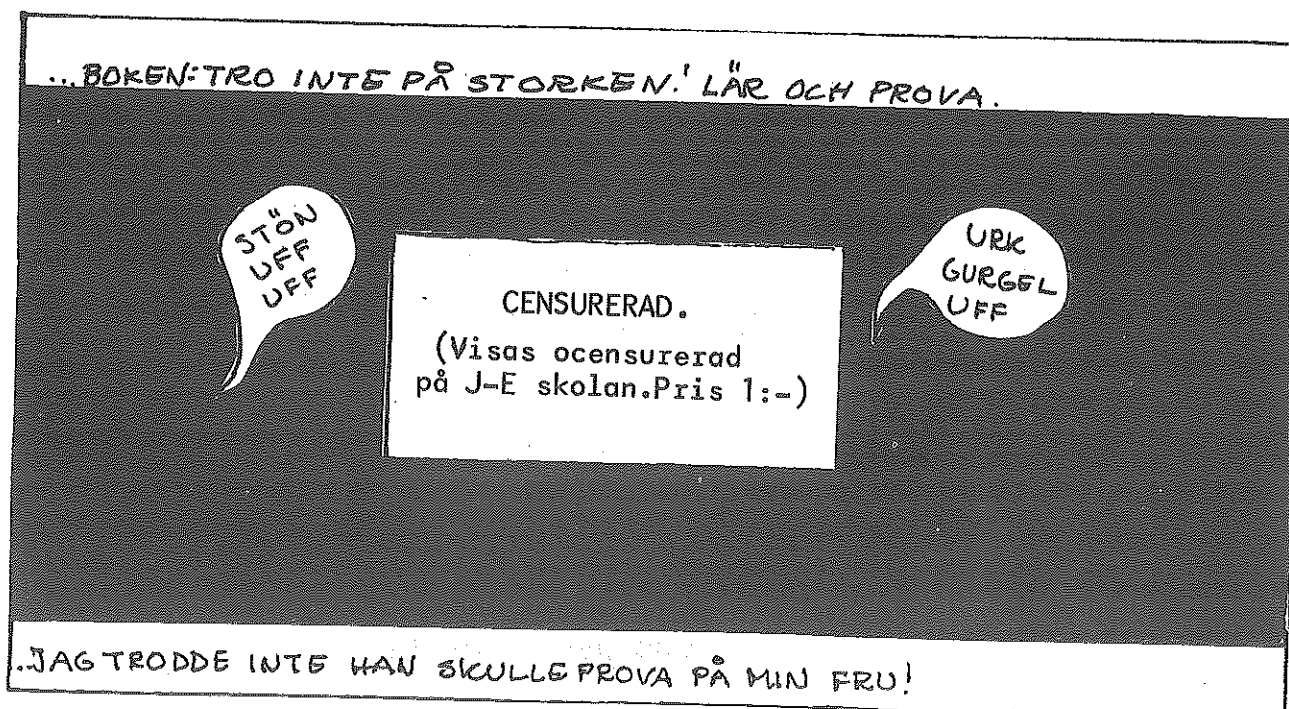 ...BOKEN: TRO INTE PÅ STORKEN! LÄR OCH PROVA.
STÖN
UFF
UFF
URK
GURGEL
UFF
CENSURERAD.
(Visas ocensurerad
på J-E skolan.Pris 1:-)
..JAG TRODDE INTE HAN SKULLE PROVA PÅ MIN FRU!